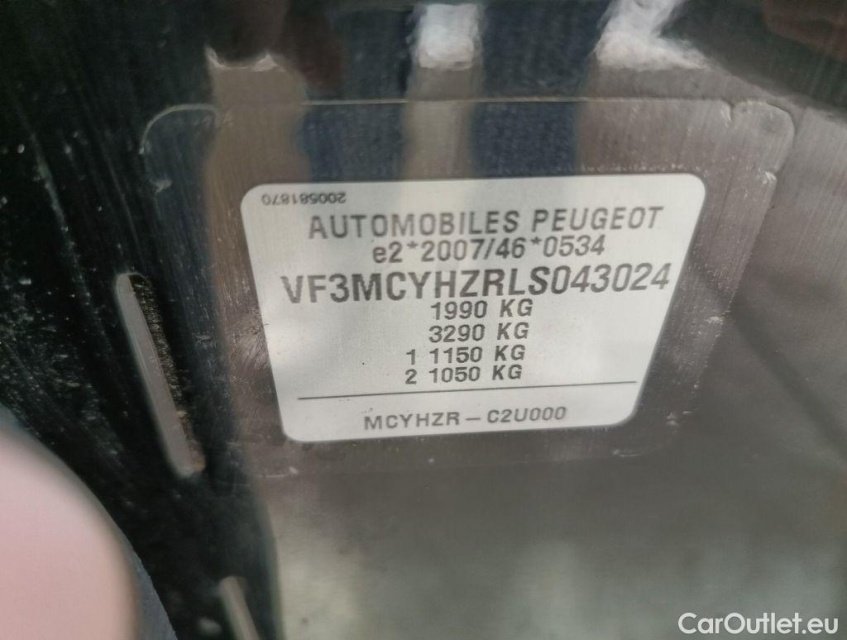 200581870
AUTOMOBILES PEUGEOT
e2*2007/46*0534
VF3MCYHZRLS043024
1990 KG
3290 KG
1 1150 KG
2 1050 KG
MCYHZR - C2U000
CarOutlet.eu